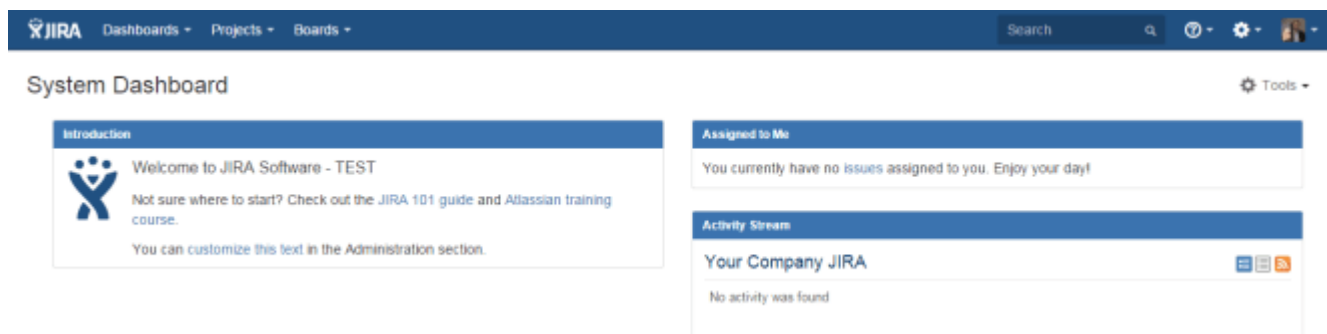 JIRA Dashboards Projects Boards Search
System Dashboard
Tools
Introduction
Welcome to JIRA Software - TEST
Not sure where to start? Check out the JIRA 101 guide and Atlassian training
course.
You can customize this text in the Administration section.
Assigned to Me
You currently have no issues assigned to you. Enjoy your day!
Activity Stream
Your Company JIRA
No activity was found